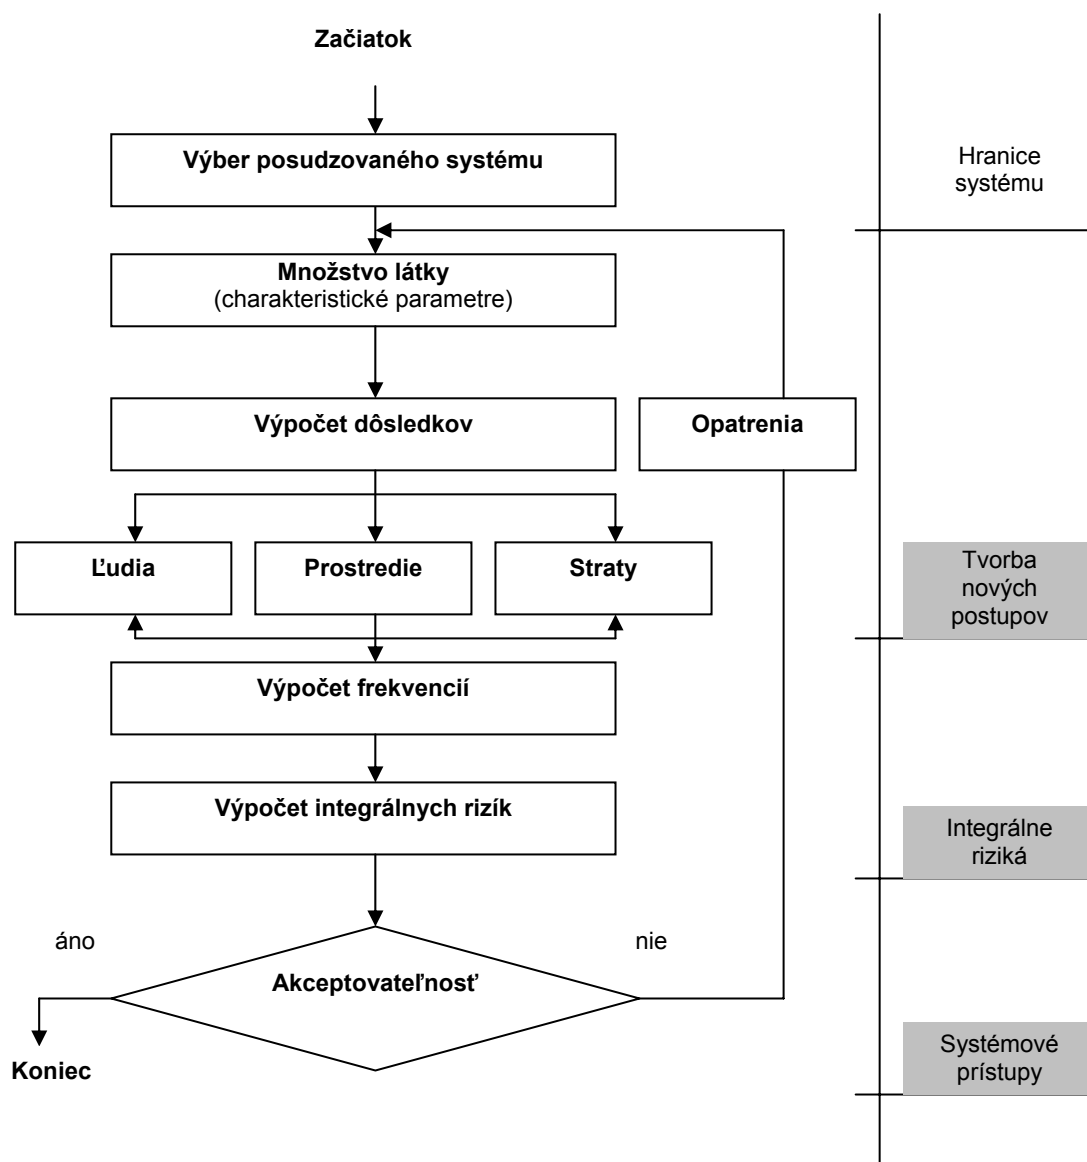 Začiatok
Výber posudzovaného systému
Hranice
systému
Množstvo látky
(charakteristické parametre)
Výpočet dôsledkov
Opatrenia
Ľudia
Prostredie
Straty
Tvorba
nových
postupov
Výpočet frekvencií
Výpočet integrálnych rizík
Integrálne
riziká
áno
nie
Akceptovateľnosť
Koniec
Systémové
prístupy